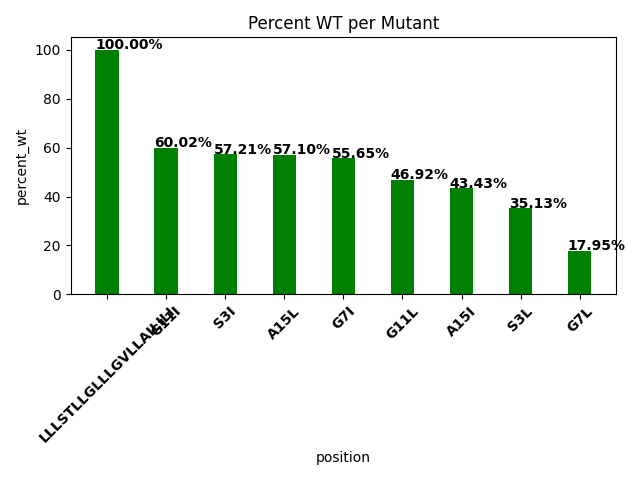 Percent WT per Mutant
100.00%
60.02%
57.21%
57.10%
55.65%
46.92%
43.43%
35.13%
17.95%
percent_wt
100
80
60
40
20
0
G11I
S3I
A15L
G7I
G11L
A15I
S3L
G7L
position